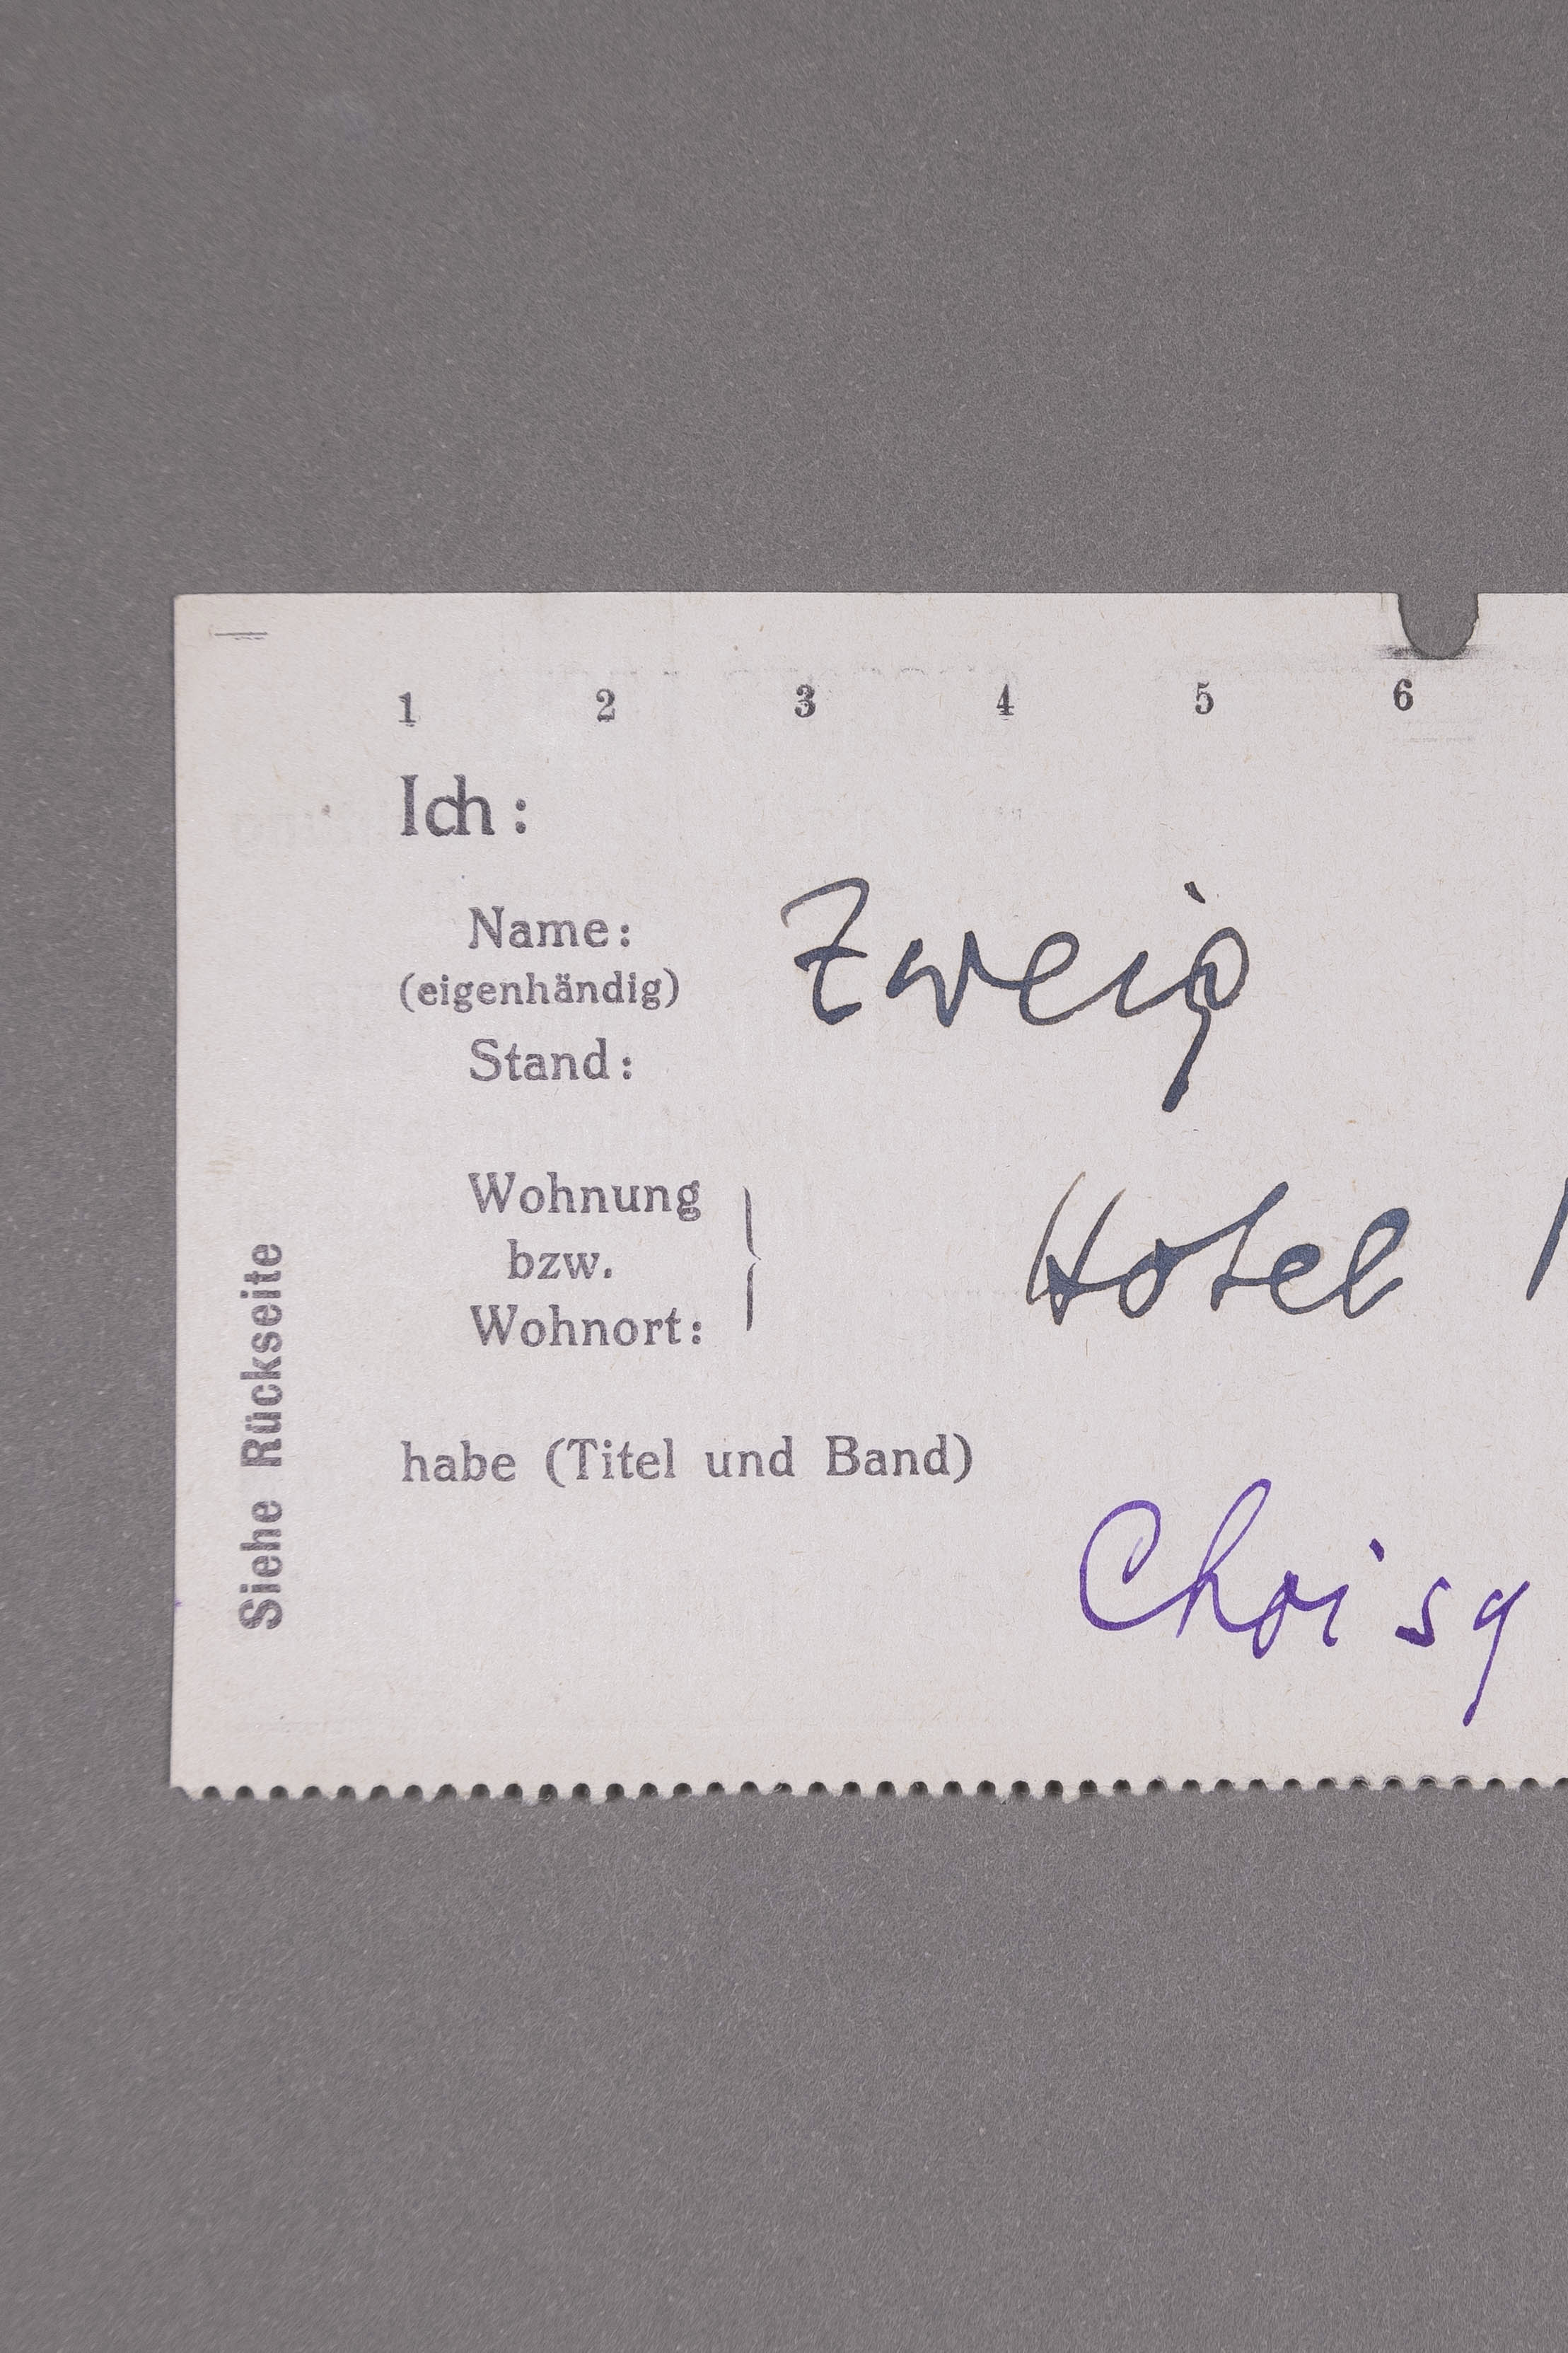 1 2 3 4 5 6
Ich:
Name: Zweig
(eigenhändig)
Stand:
Wohnung
bzw. Hotel
Wohnort:
habe (Titel und Band)
Choisy
Siehe Rückseite